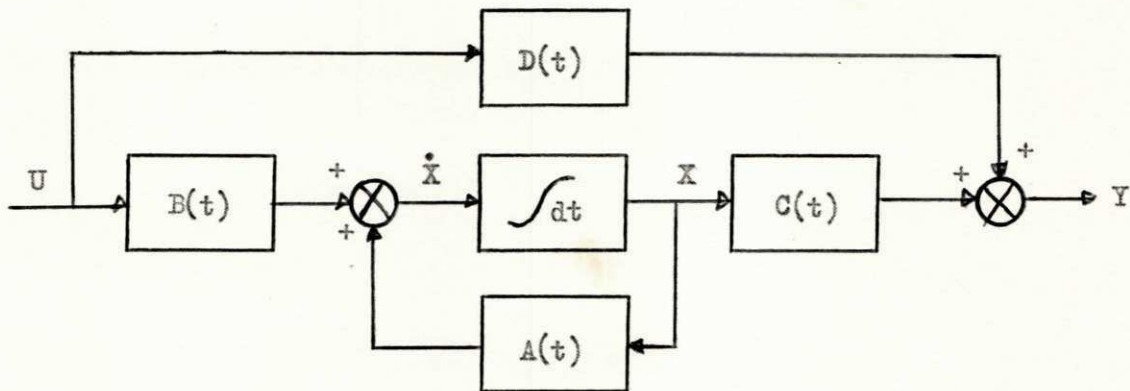 D(t)
+
U
B(t)
+
+
Ẋ
∫dt
X
C(t)
+
Y
A(t)